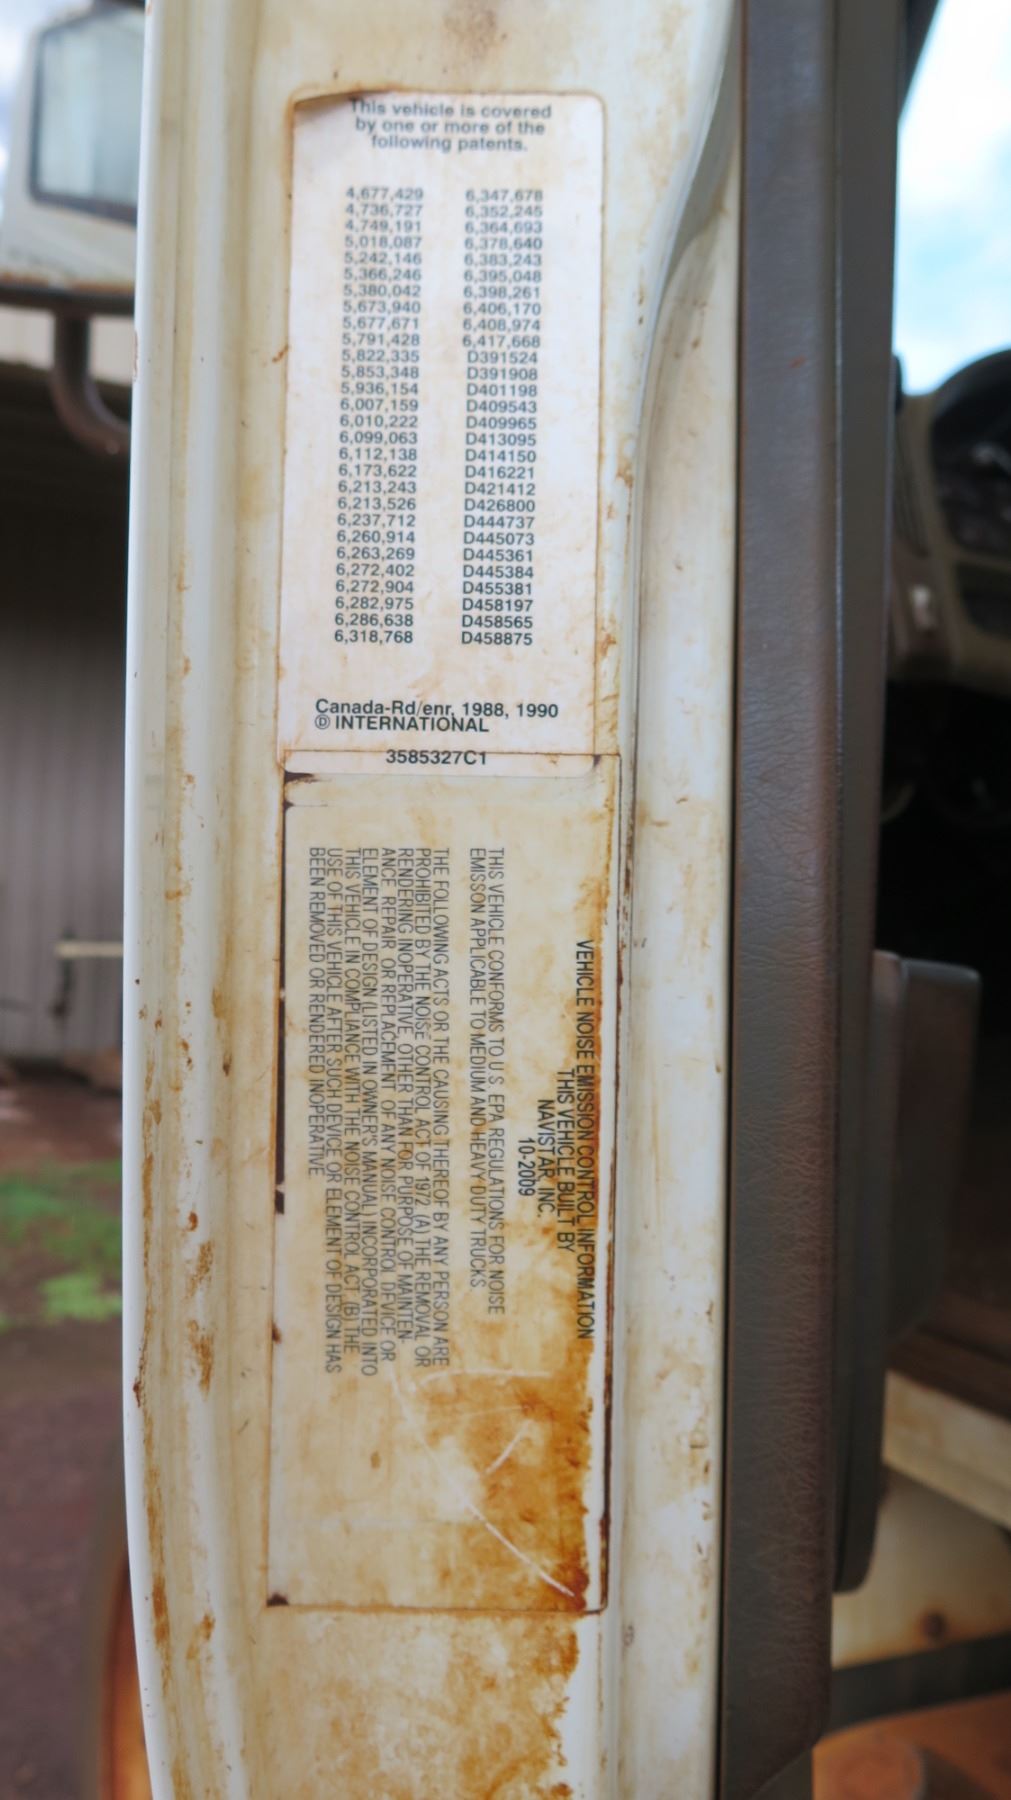 This vehicle is covered
by one or more of the
following patents.
4,677,429 6,347,678
4,736,727 6,352,245
4,749,191 6,364,693
5,018,087 6,378,640
5,242,146 6,383,243
5,366,246 6,395,048
5,380,042 6,398,261
5,673,940 6,406,170
5,677,671 6,408,974
5,791,428 6,417,668
5,822,335 D391524
5,853,348 D391908
5,936,154 D401198
6,007,159 D409543
6,010,222 D409965
6,099,063 D413095
6,112,138 D414150
6,173,622 D416221
6,213,243 D421412
6,213,526 D426800
6,237,712 D444737
6,260,914 D445073
6,263,269 D445361
6,272,402 D445384
6,272,904 D455381
6,282,975 D458197
6,286,638 D458565
6,318,768 D458875
Canada-Rd/enr. 1988, 1990
Ⓓ INTERNATIONAL
3585327C1
VEHICLE NOISE EMISSION CONTROL INFORMATION
THIS VEHICLE BUILT BY
NAVISTAR, INC.
10-2009
THIS VEHICLE CONFORMS TO U.S. EPA REGULATIONS FOR NOISE
EMISSON APPLICABLE TO MEDIUM AND HEAVY DUTY TRUCKS
THE FOLLOWING ACTS OR THE CAUSING THEREOF BY ANY PERSON ARE
PROHIBITED BY THE NOISE CONTROL ACT OF 1972 (A) THE REMOVAL OR
RENDERING INOPERATIVE, OTHER THAN FOR PURPOSE OF MAINTEN-
ANCE, REPAIR, OR REPLACEMENT, OF ANY NOISE CONTROL DEVICE OR
ELEMENT OF DESIGN (LISTED IN OWNER'S MANUAL) INCORPORATED INTO
THIS VEHICLE IN COMPLIANCE WITH THE NOISE CONTROL ACT, (B) THE
USE OF THIS VEHICLE AFTER SUCH DEVICE OR ELEMENT OF DESIGN HAS
BEEN REMOVED OR RENDERED INOPERATIVE